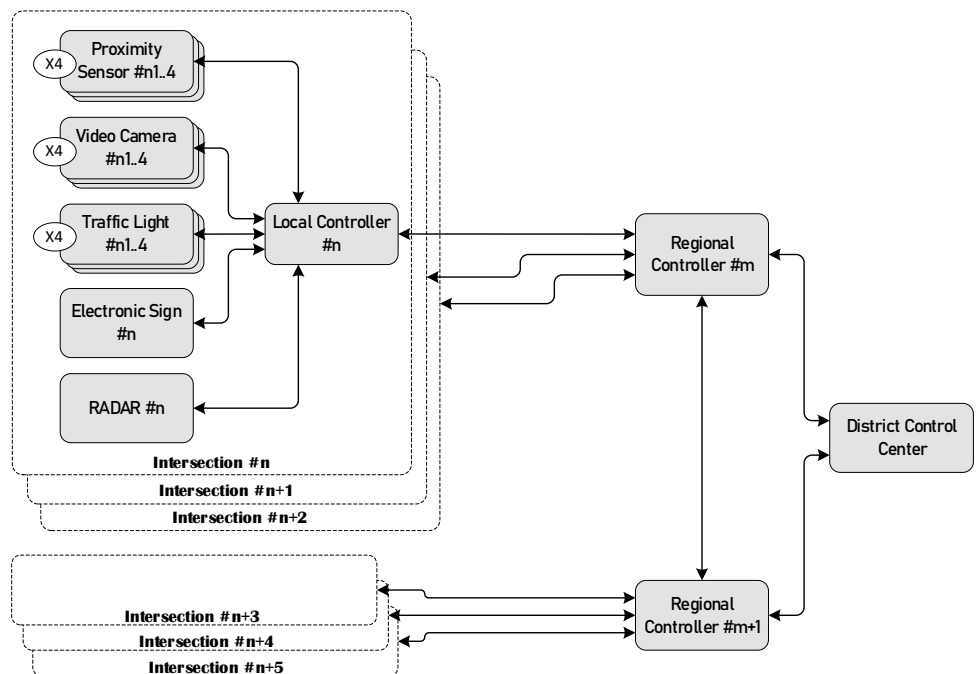 X4
Proximity
Sensor #n1..4
X4
Video Camera
#n1..4
X4
Traffic Light
#n1..4
Electronic Sign
#n
RADAR #n
Local Controller
#n
Intersection #n
Intersection #n+1
Intersection #n+2
Regional
Controller #m
District Control
Center
Intersection #n+3
Intersection #n+4
Intersection #n+5
Regional
Controller #m+1